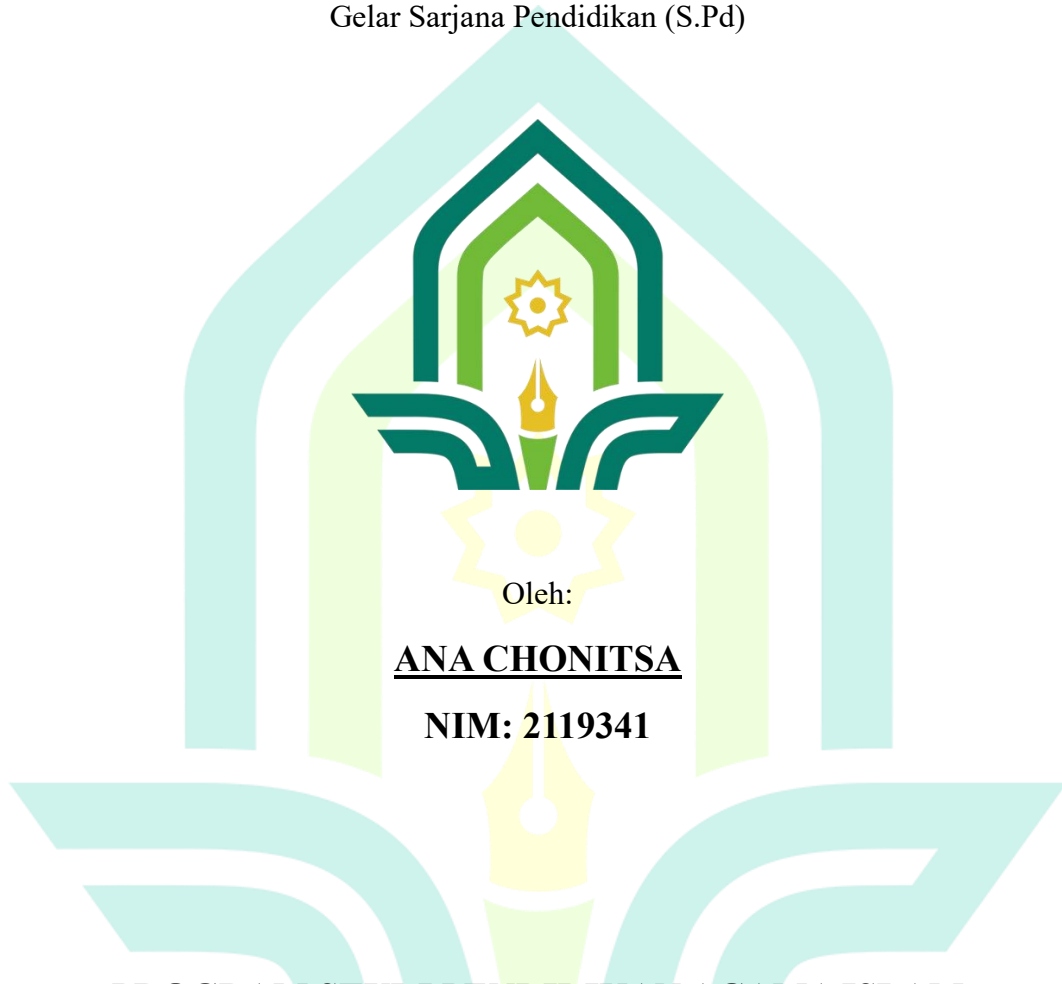 Gelar Sarjana Pendidikan (S.Pd)
Oleh:
ANA CHONITSA
NIM: 2119341